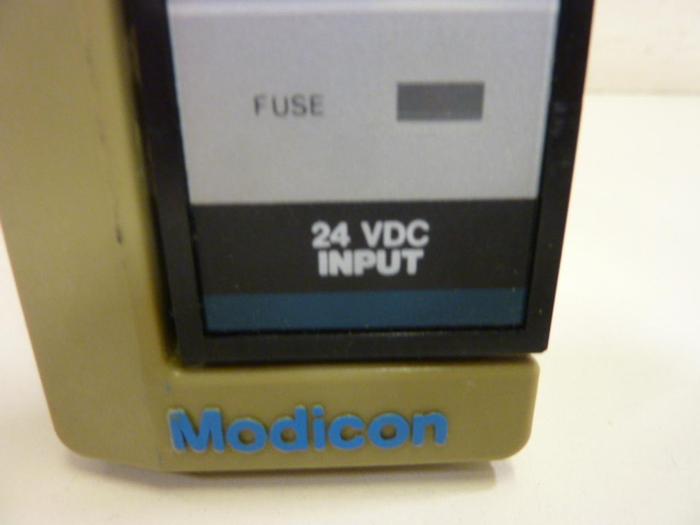 FUSE
24 VDC
INPUT
Modicon